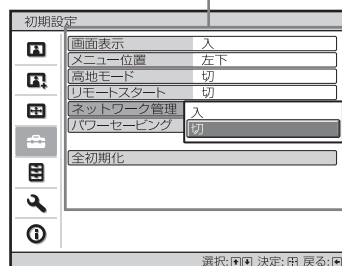 初期設定
画面表示 入
メニュー位置 左下
高地モード 切
リモートスタート 切
ネットワーク管理 入
パワーセービング 切
全初期化
選択: 決定: 戻る: